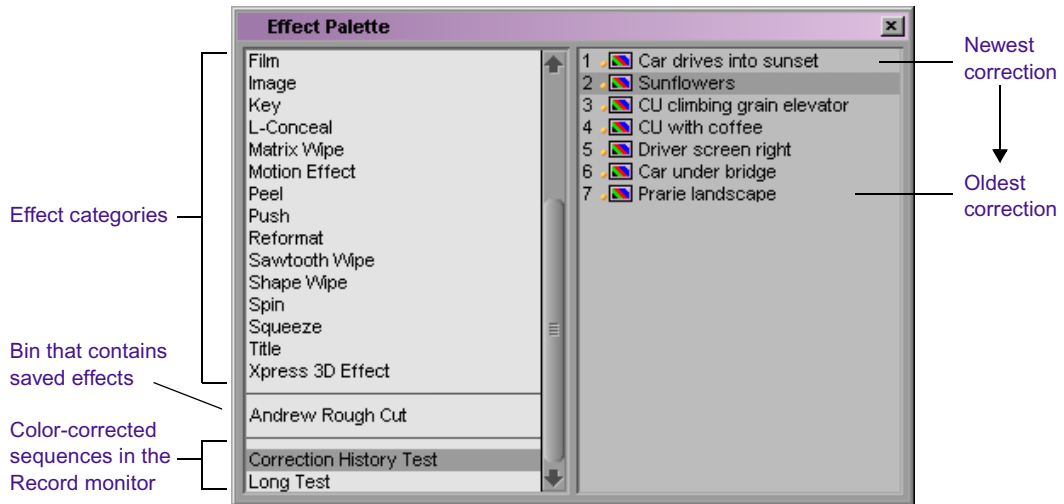 Effect Palette
Effect categories
Bin that contains
saved effects
Color-corrected
sequences in the
Record monitor
Film
Image
Key
L-Conceal
Matrix Wipe
Motion Effect
Peel
Push
Reformat
Sawtooth Wipe
Shape Wipe
Spin
Squeeze
Title
Xpress 3D Effect
Andrew Rough Cut
Correction History Test
Long Test
1 Car drives into sunset
2 Sunflowers
3 CU climbing grain elevator
4 CU with coffee
5 Driver screen right
6 Car under bridge
7 Prarie landscape
Newest
correction
Oldest
correction